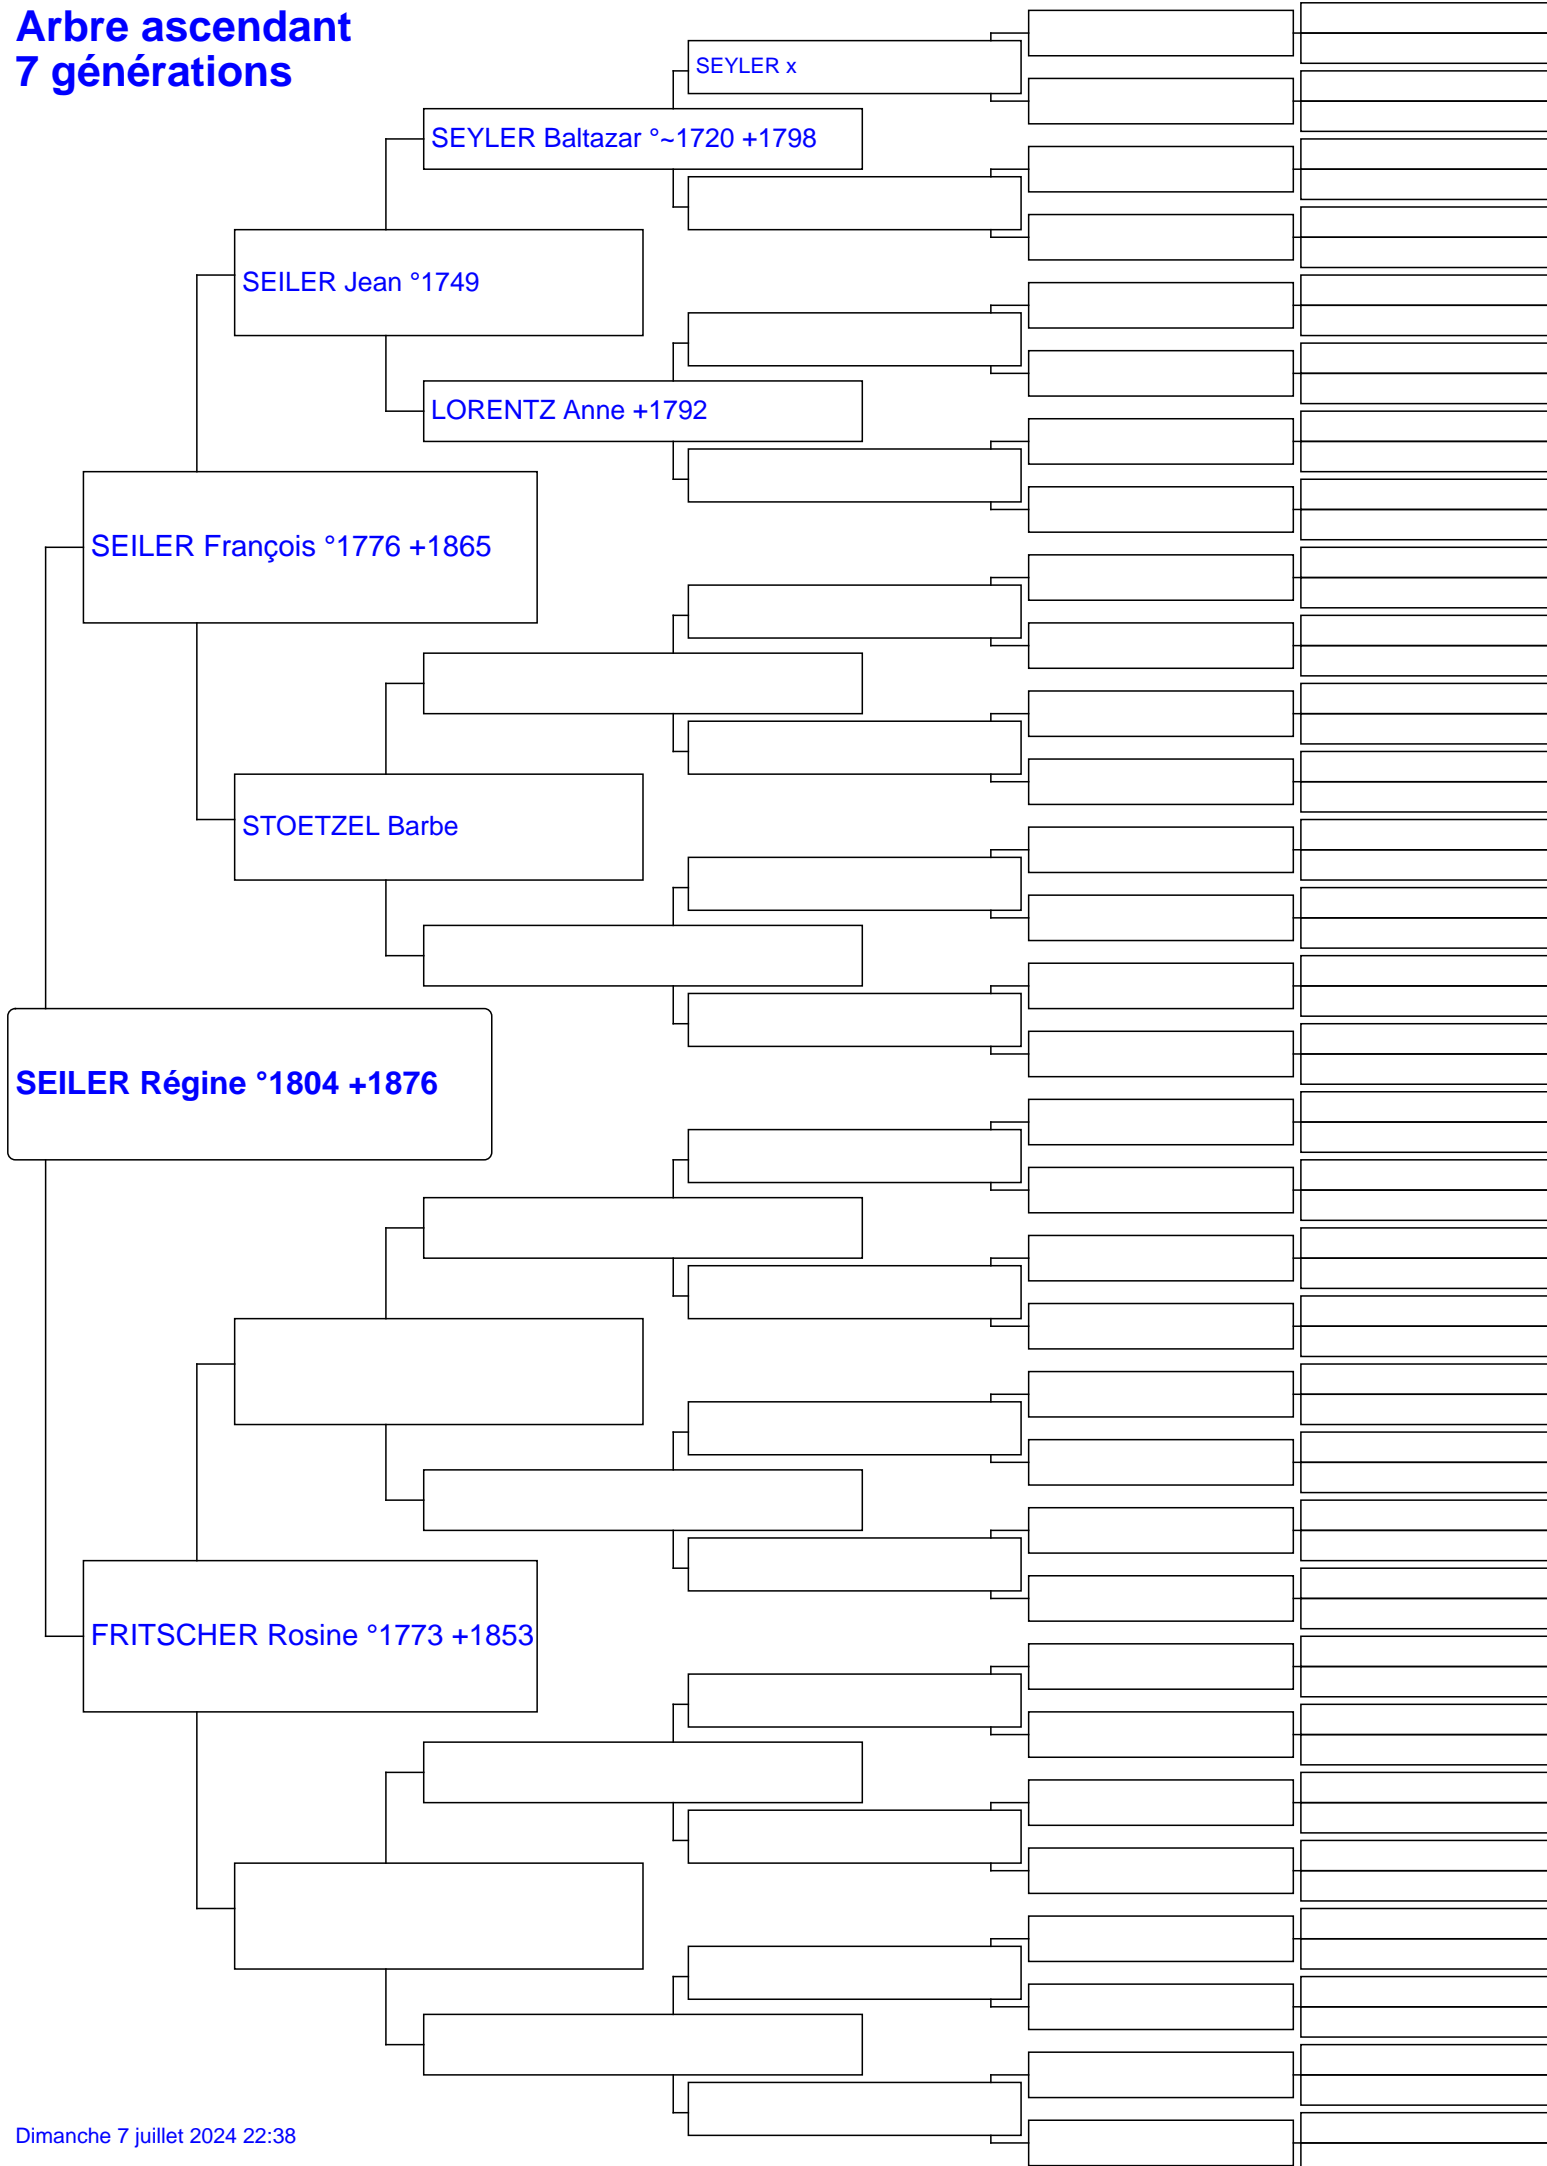 Arbre ascendant
7 générations
SEYLER x
SEYLER Baltazar °~1720 +1798
SEILER Jean °1749
LORENTZ Anne +1792
SEILER François °1776 +1865
STOETZEL Barbe
SEILER Régine °1804 +1876
FRITSCHER Rosine °1773 +1853
Dimanche 7 juillet 2024 22:38